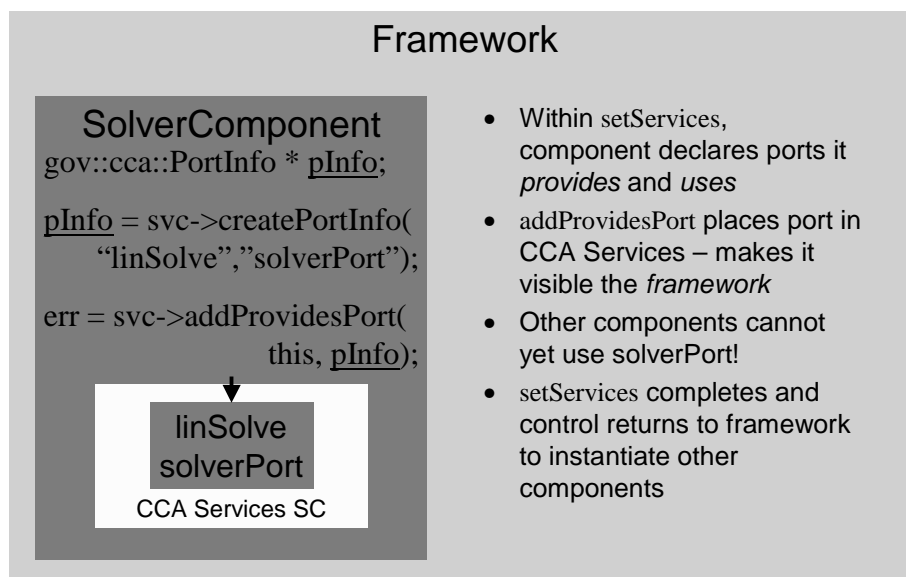 Framework
SolverComponent
gov::cca::PortInfo * pInfo;
pInfo = svc->createPortInfo(
“linSolve”,”solverPort”);
err = svc->addProvidesPort(
this, pInfo);
linSolve
solverPort
CCA Services SC
• Within setServices,
component declares ports it
provides and uses
• addProvidesPort places port in
CCA Services – makes it
visible the framework
• Other components cannot
yet use solverPort!
• setServices completes and
control returns to framework
to instantiate other
components